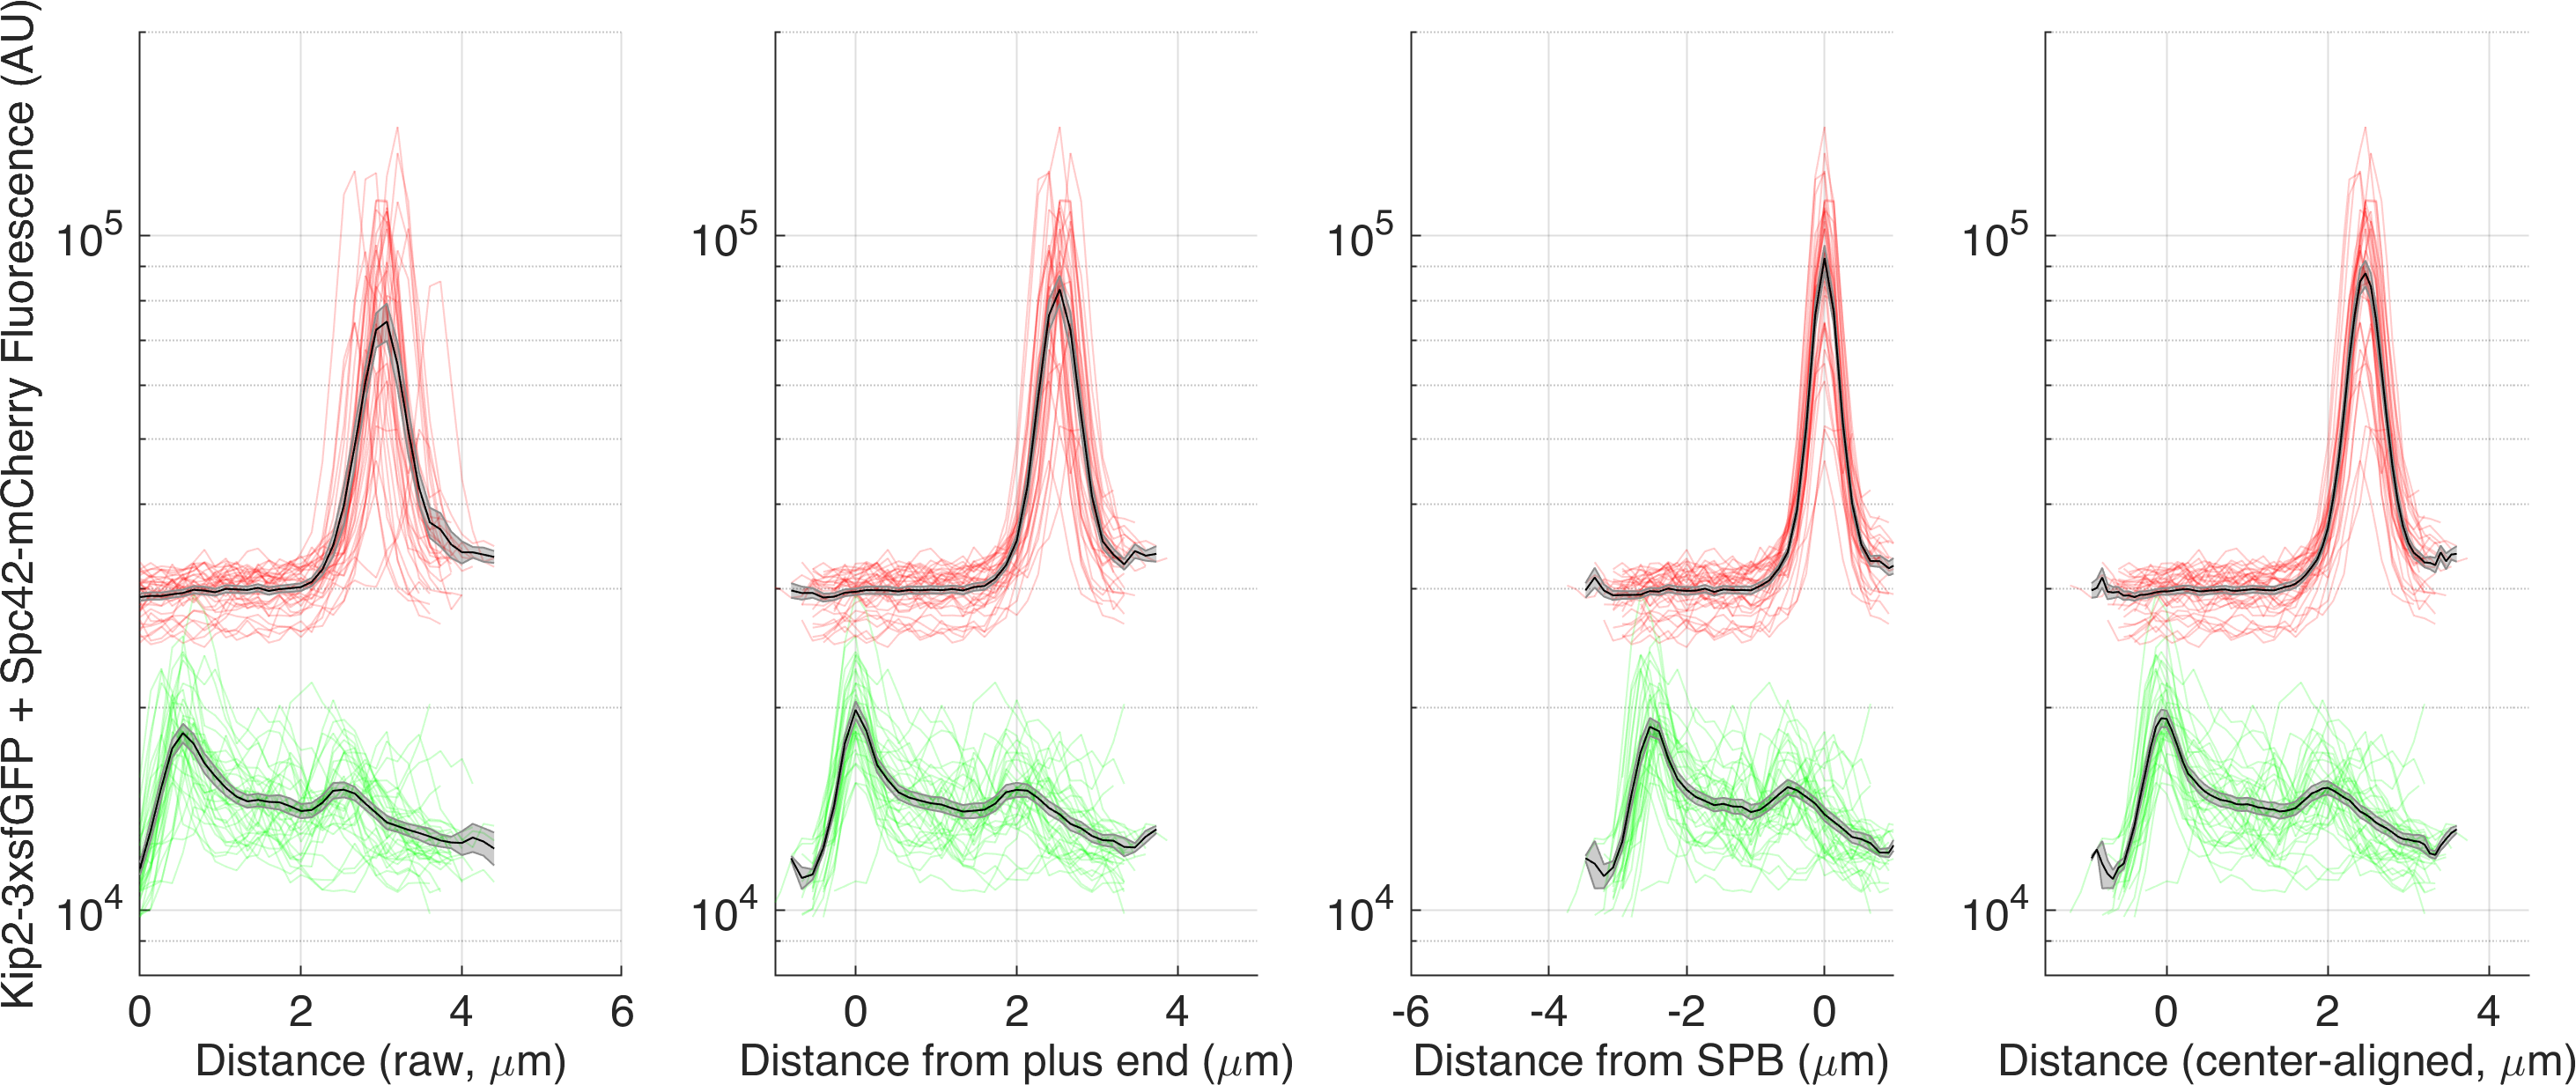 Kip2-3xsfGFP + Spc42-mCherry Fluorescence (AU)
10^5
10^4
0 2 4 6
Distance (raw, μm)
10^5
10^4
0 2 4
Distance from plus end (μm)
10^5
10^4
-6 -4 -2 0
Distance from SPB (μm)
10^5
10^4
0 2 4
Distance (center-aligned, μm)